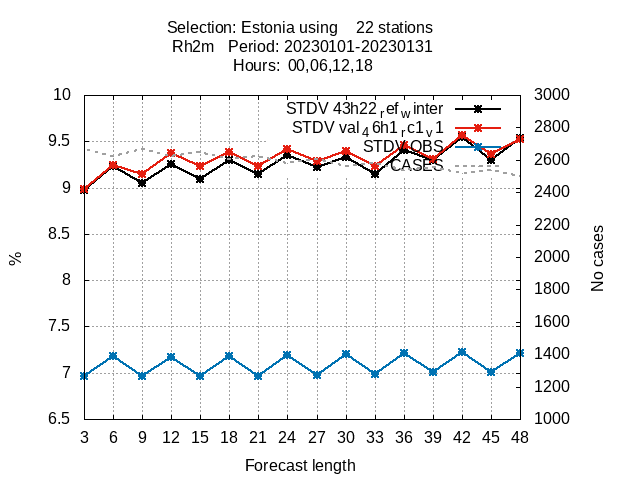 Selection: Estonia using    22 stations
Rh2m   Period: 20230101-20230131
Hours:  00,06,12,18
STDV 43h22refwinter
STDV val46h1rc1v1
STDV OBS
CASES
10
9.5
9
8.5
8
7.5
7
6.5
%
3000
2800
2600
2400
2200
2000
1800
1600
1400
1200
1000
No cases
3 6 9 12 15 18 21 24 27 30 33 36 39 42 45 48
Forecast length